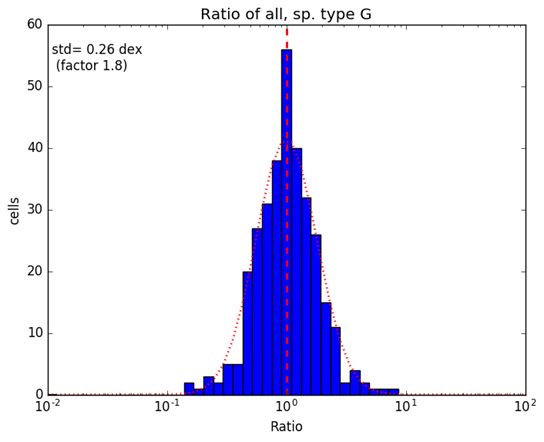 Ratio of all, sp. type G
std= 0.26 dex
(factor 1.8)
60
50
40
30
20
10
0
cells
10⁻² 10⁻¹ 10⁰ 10¹ 10²
Ratio